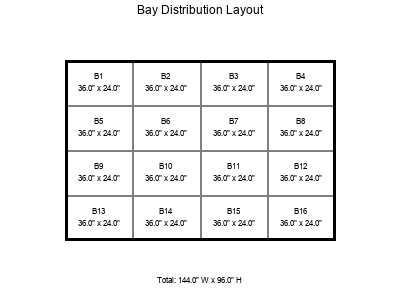 Bay Distribution Layout
B1
36.0" x 24.0"
B2
36.0" x 24.0"
B3
36.0" x 24.0"
B4
36.0" x 24.0"
B5
36.0" x 24.0"
B6
36.0" x 24.0"
B7
36.0" x 24.0"
B8
36.0" x 24.0"
B9
36.0" x 24.0"
B10
36.0" x 24.0"
B11
36.0" x 24.0"
B12
36.0" x 24.0"
B13
36.0" x 24.0"
B14
36.0" x 24.0"
B15
36.0" x 24.0"
B16
36.0" x 24.0"
Total: 144.0" W x 96.0" H